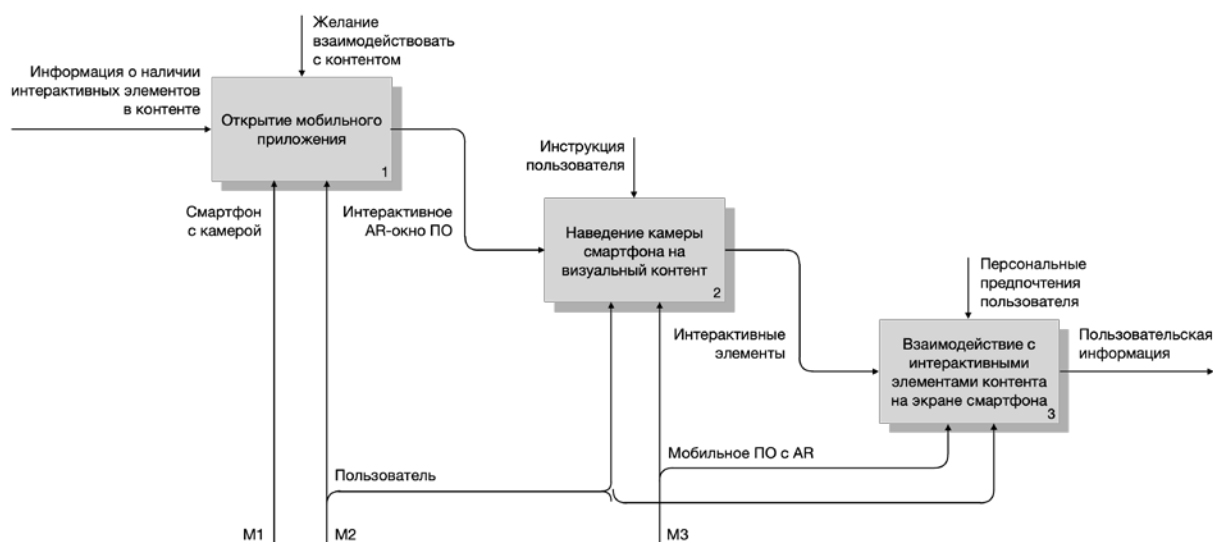 Желание
взаимодействовать
с контентом
Информация о наличии
интерактивных элементов
в контенте
Открытие мобильного
приложения
1
Инструкция
пользователя
Смартфон
с камерой
Интерактивное
AR-окно ПО
Наведение камеры
смартфона на
визуальный контент
2
Персональные
предпочтения
пользователя
Интерактивные
элементы
Взаимодействие с
интерактивными
элементами контента
на экране смартфона
3
Пользовательская
информация
Мобильное ПО с AR
Пользователь
M1
M2
M3